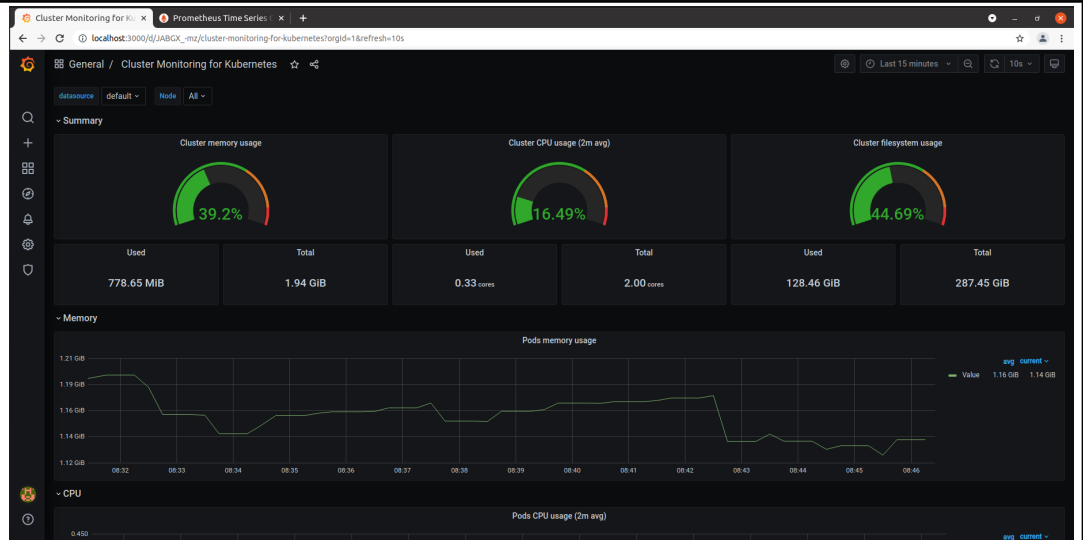 Cluster Monitoring for Ku
Prometheus Time Series C
localhost:3000/d/JABGX_-mz/cluster-monitoring-for-kubernetes?orgId=1&refresh=10s
General / Cluster Monitoring for Kubernetes
Last 15 minutes
10s
datasource default Node All
Summary
Cluster memory usage
39.2%
Cluster CPU usage (2m avg)
16.49%
Cluster filesystem usage
44.69%
Used
778.65 MiB
Total
1.94 GiB
Used
0.33 cores
Total
2.00 cores
Used
128.46 GiB
Total
287.45 GiB
Memory
Pods memory usage
1.21 GiB
1.19 GiB
1.16 GiB
1.14 GiB
1.12 GiB
08:32 08:33 08:34 08:35 08:36 08:37 08:38 08:39 08:40 08:41 08:42 08:43 08:44 08:45 08:46
avg current
Value 1.16 GiB 1.14 GiB
CPU
Pods CPU usage (2m avg)
0.450
avg current